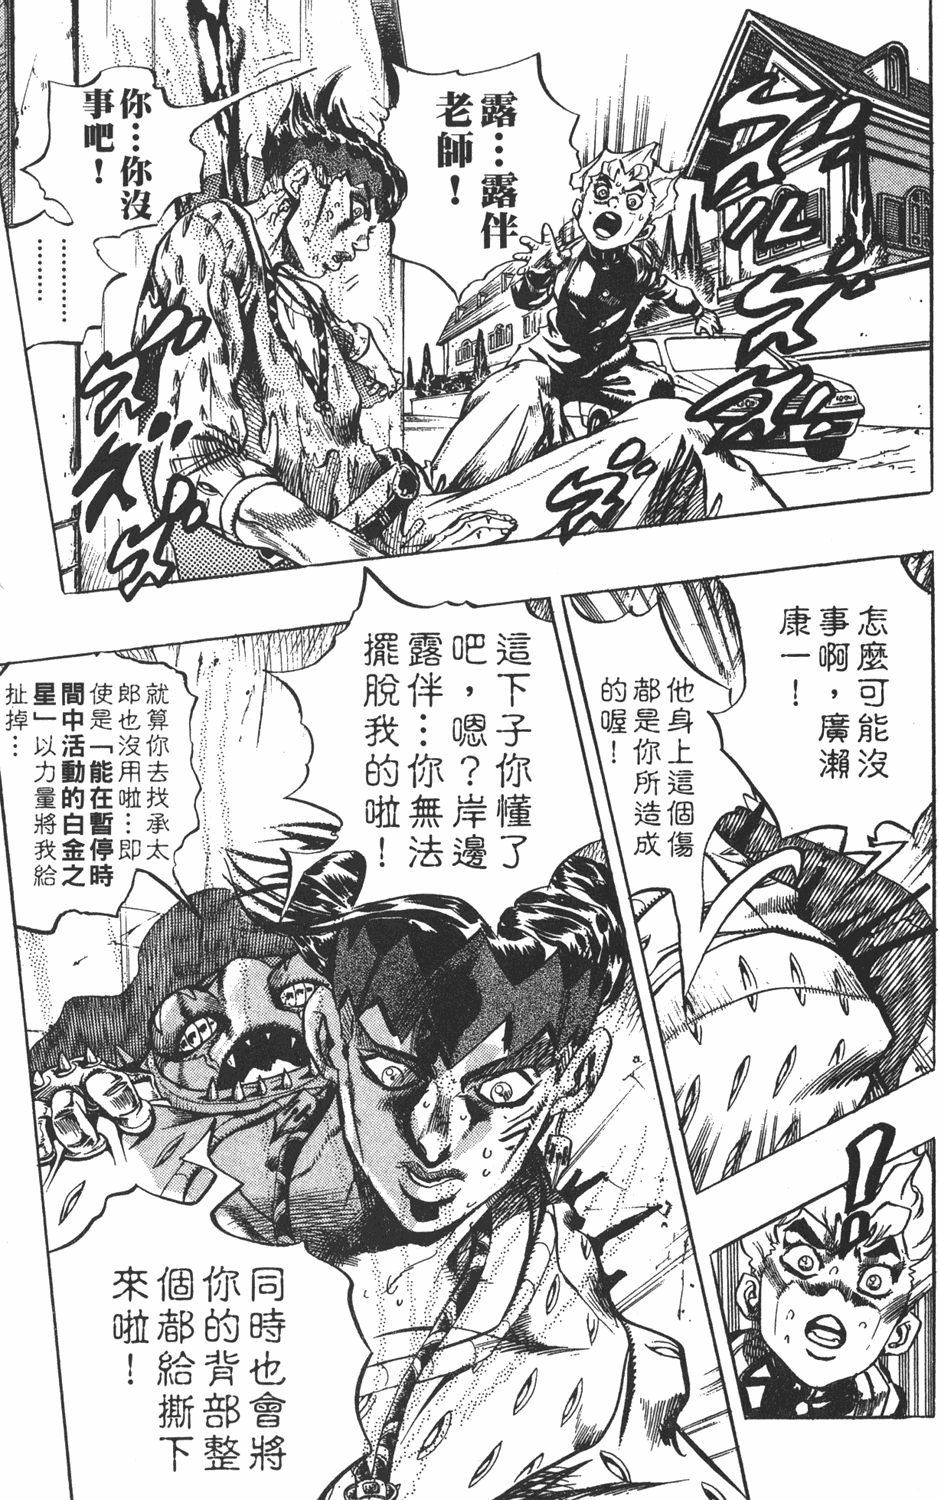 露…露伴
老師！
你…你沒
事吧！
…………
…………
怎麼可能沒
事啊，廣瀨
康一！
他身上這個傷
都是你所造成
的喔！
這下子你懂了
吧，嗯？岸邊
露伴…你無法
擺脫我的啦！
就算你去找承太
郎也沒用啦…即
使是「能在暫停時
間中活動的白金之
星」以力量將我給
扯掉…
同時也會將
你的背部整
個都給撕下
來啦！